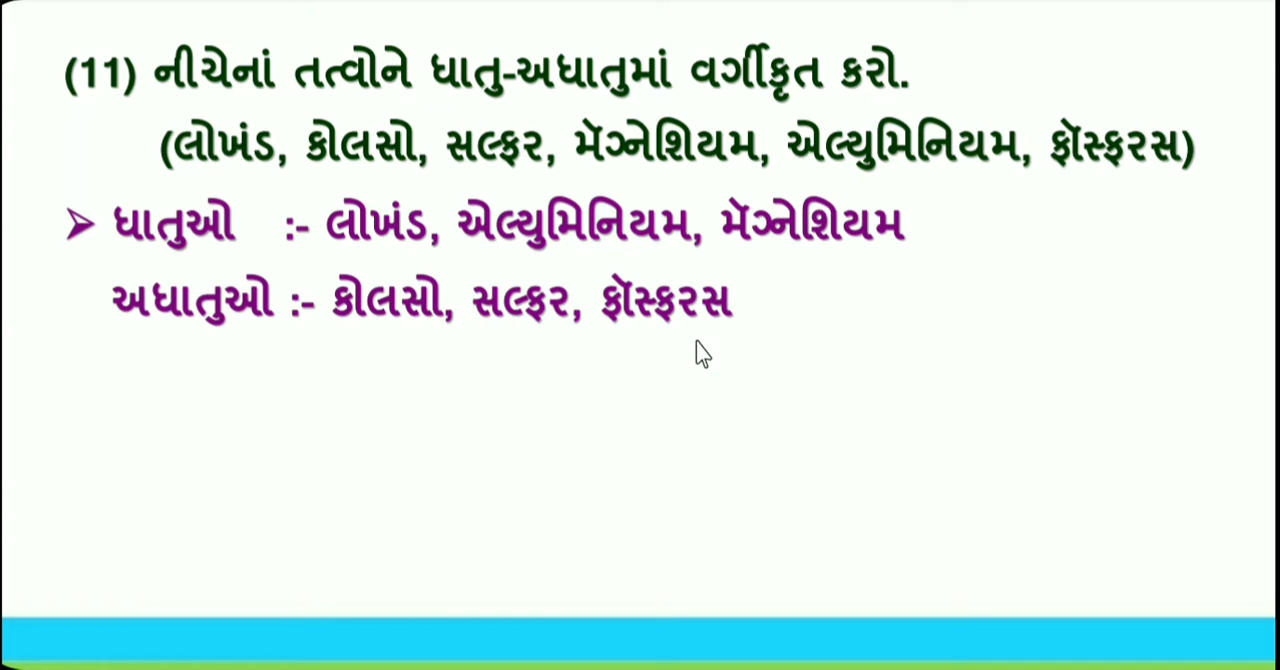 (11) નીચેનાં તત્વોને ધાતુ-અધાતુમાં વર્ગીકૃત કરો.
(લોખંડ, કોલસો, સલ્ફર, મૅગ્નેશિયમ, એલ્યુમિનિયમ, ફૉસ્ફરસ)
➢ ધાતુઓ :- લોખંડ, એલ્યુમિનિયમ, મૅગ્નેશિયમ
અધાતુઓ :- કોલસો, સલ્ફર, ફૉસ્ફરસ